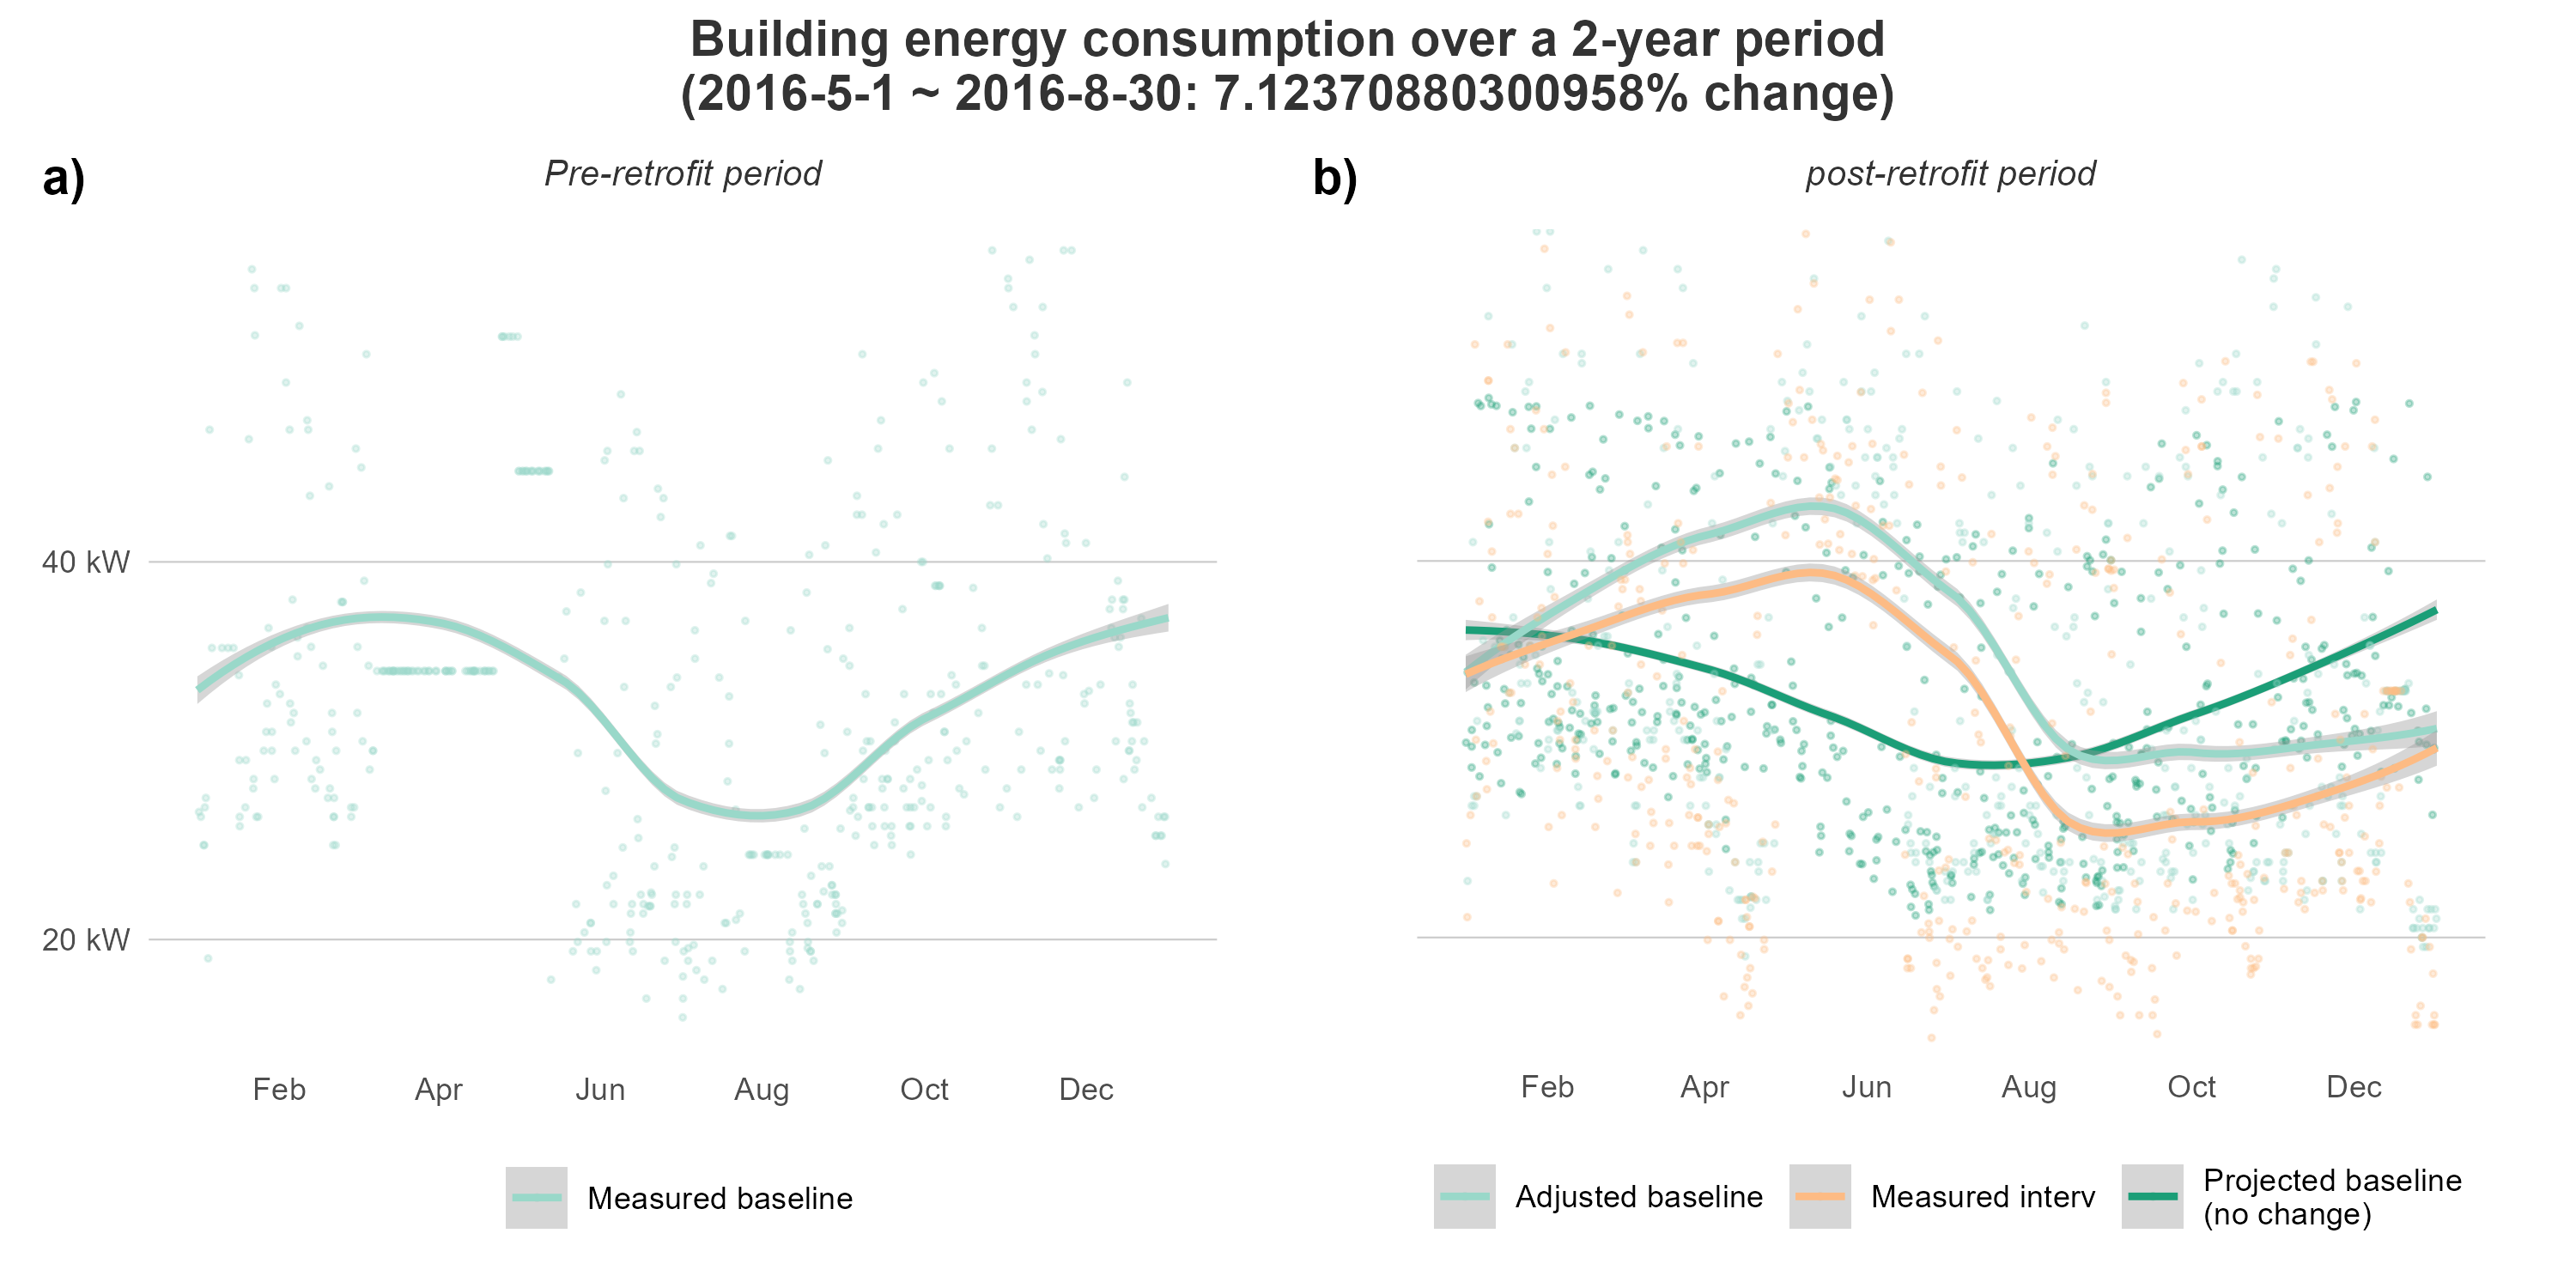 Building energy consumption over a 2-year period
(2016-5-1 ~ 2016-8-30: 7.12370880300958% change)
a)
Pre-retrofit period
40 kW
20 kW
Feb Apr Jun Aug Oct Dec
Measured baseline
b)
post-retrofit period
Feb Apr Jun Aug Oct Dec
Adjusted baseline
Measured interv
Projected baseline
(no change)